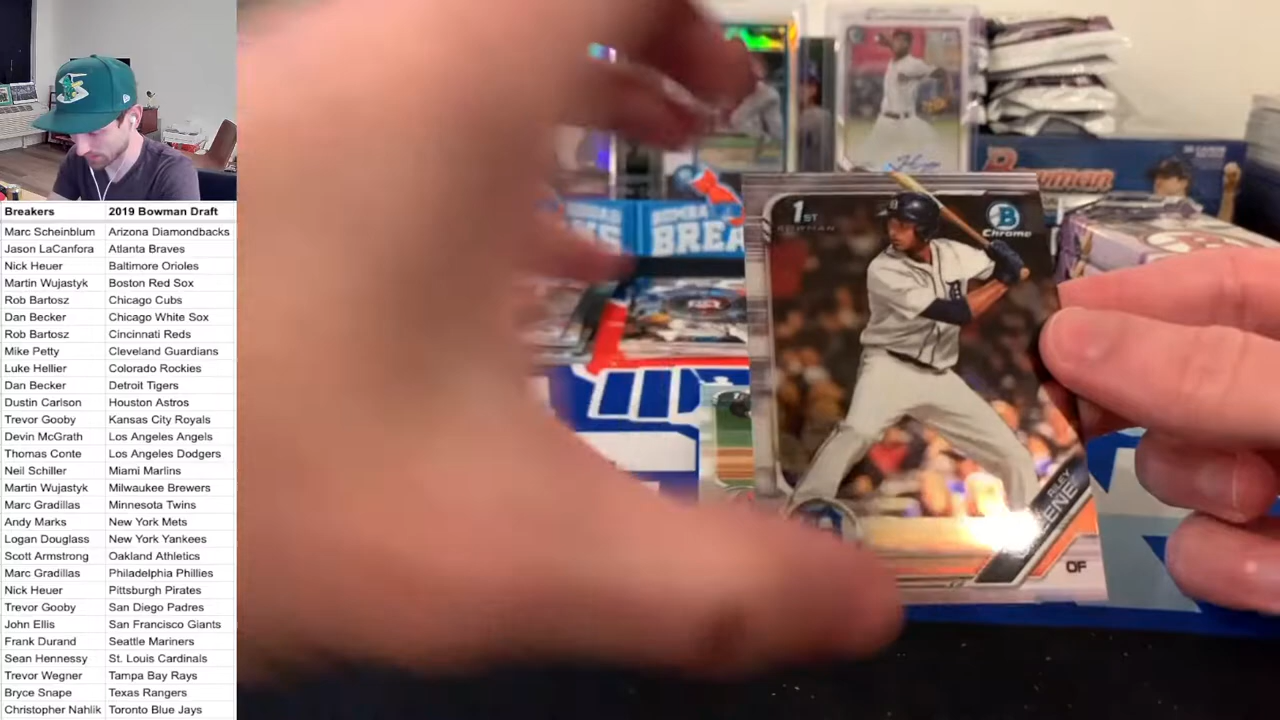 Breakers 2019 Bowman Draft
Marc Scheinblum Arizona Diamondbacks
Jason LaCanfora Atlanta Braves
Nick Heuer Baltimore Orioles
Martin Wujastyk Boston Red Sox
Rob Bartosz Chicago Cubs
Dan Becker Chicago White Sox
Rob Bartosz Cincinnati Reds
Mike Petty Cleveland Guardians
Luke Hellier Colorado Rockies
Dan Becker Detroit Tigers
Dustin Carlson Houston Astros
Trevor Gooby Kansas City Royals
Devin McGrath Los Angeles Angels
Thomas Conte Los Angeles Dodgers
Neil Schiller Miami Marlins
Martin Wujastyk Milwaukee Brewers
Marc Gradillas Minnesota Twins
Andy Marks New York Mets
Logan Douglass New York Yankees
Scott Armstrong Oakland Athletics
Marc Gradillas Philadelphia Phillies
Nick Heuer Pittsburgh Pirates
Trevor Gooby San Diego Padres
John Ellis San Francisco Giants
Frank Durand Seattle Mariners
Sean Hennessy St. Louis Cardinals
Trevor Wegner Tampa Bay Rays
Bryce Snape Texas Rangers
Christopher Nahlik Toronto Blue Jays
1ST
BOWMAN
B
Chrome
D
RILEY
OF
Bowman
BOMBA
BREA